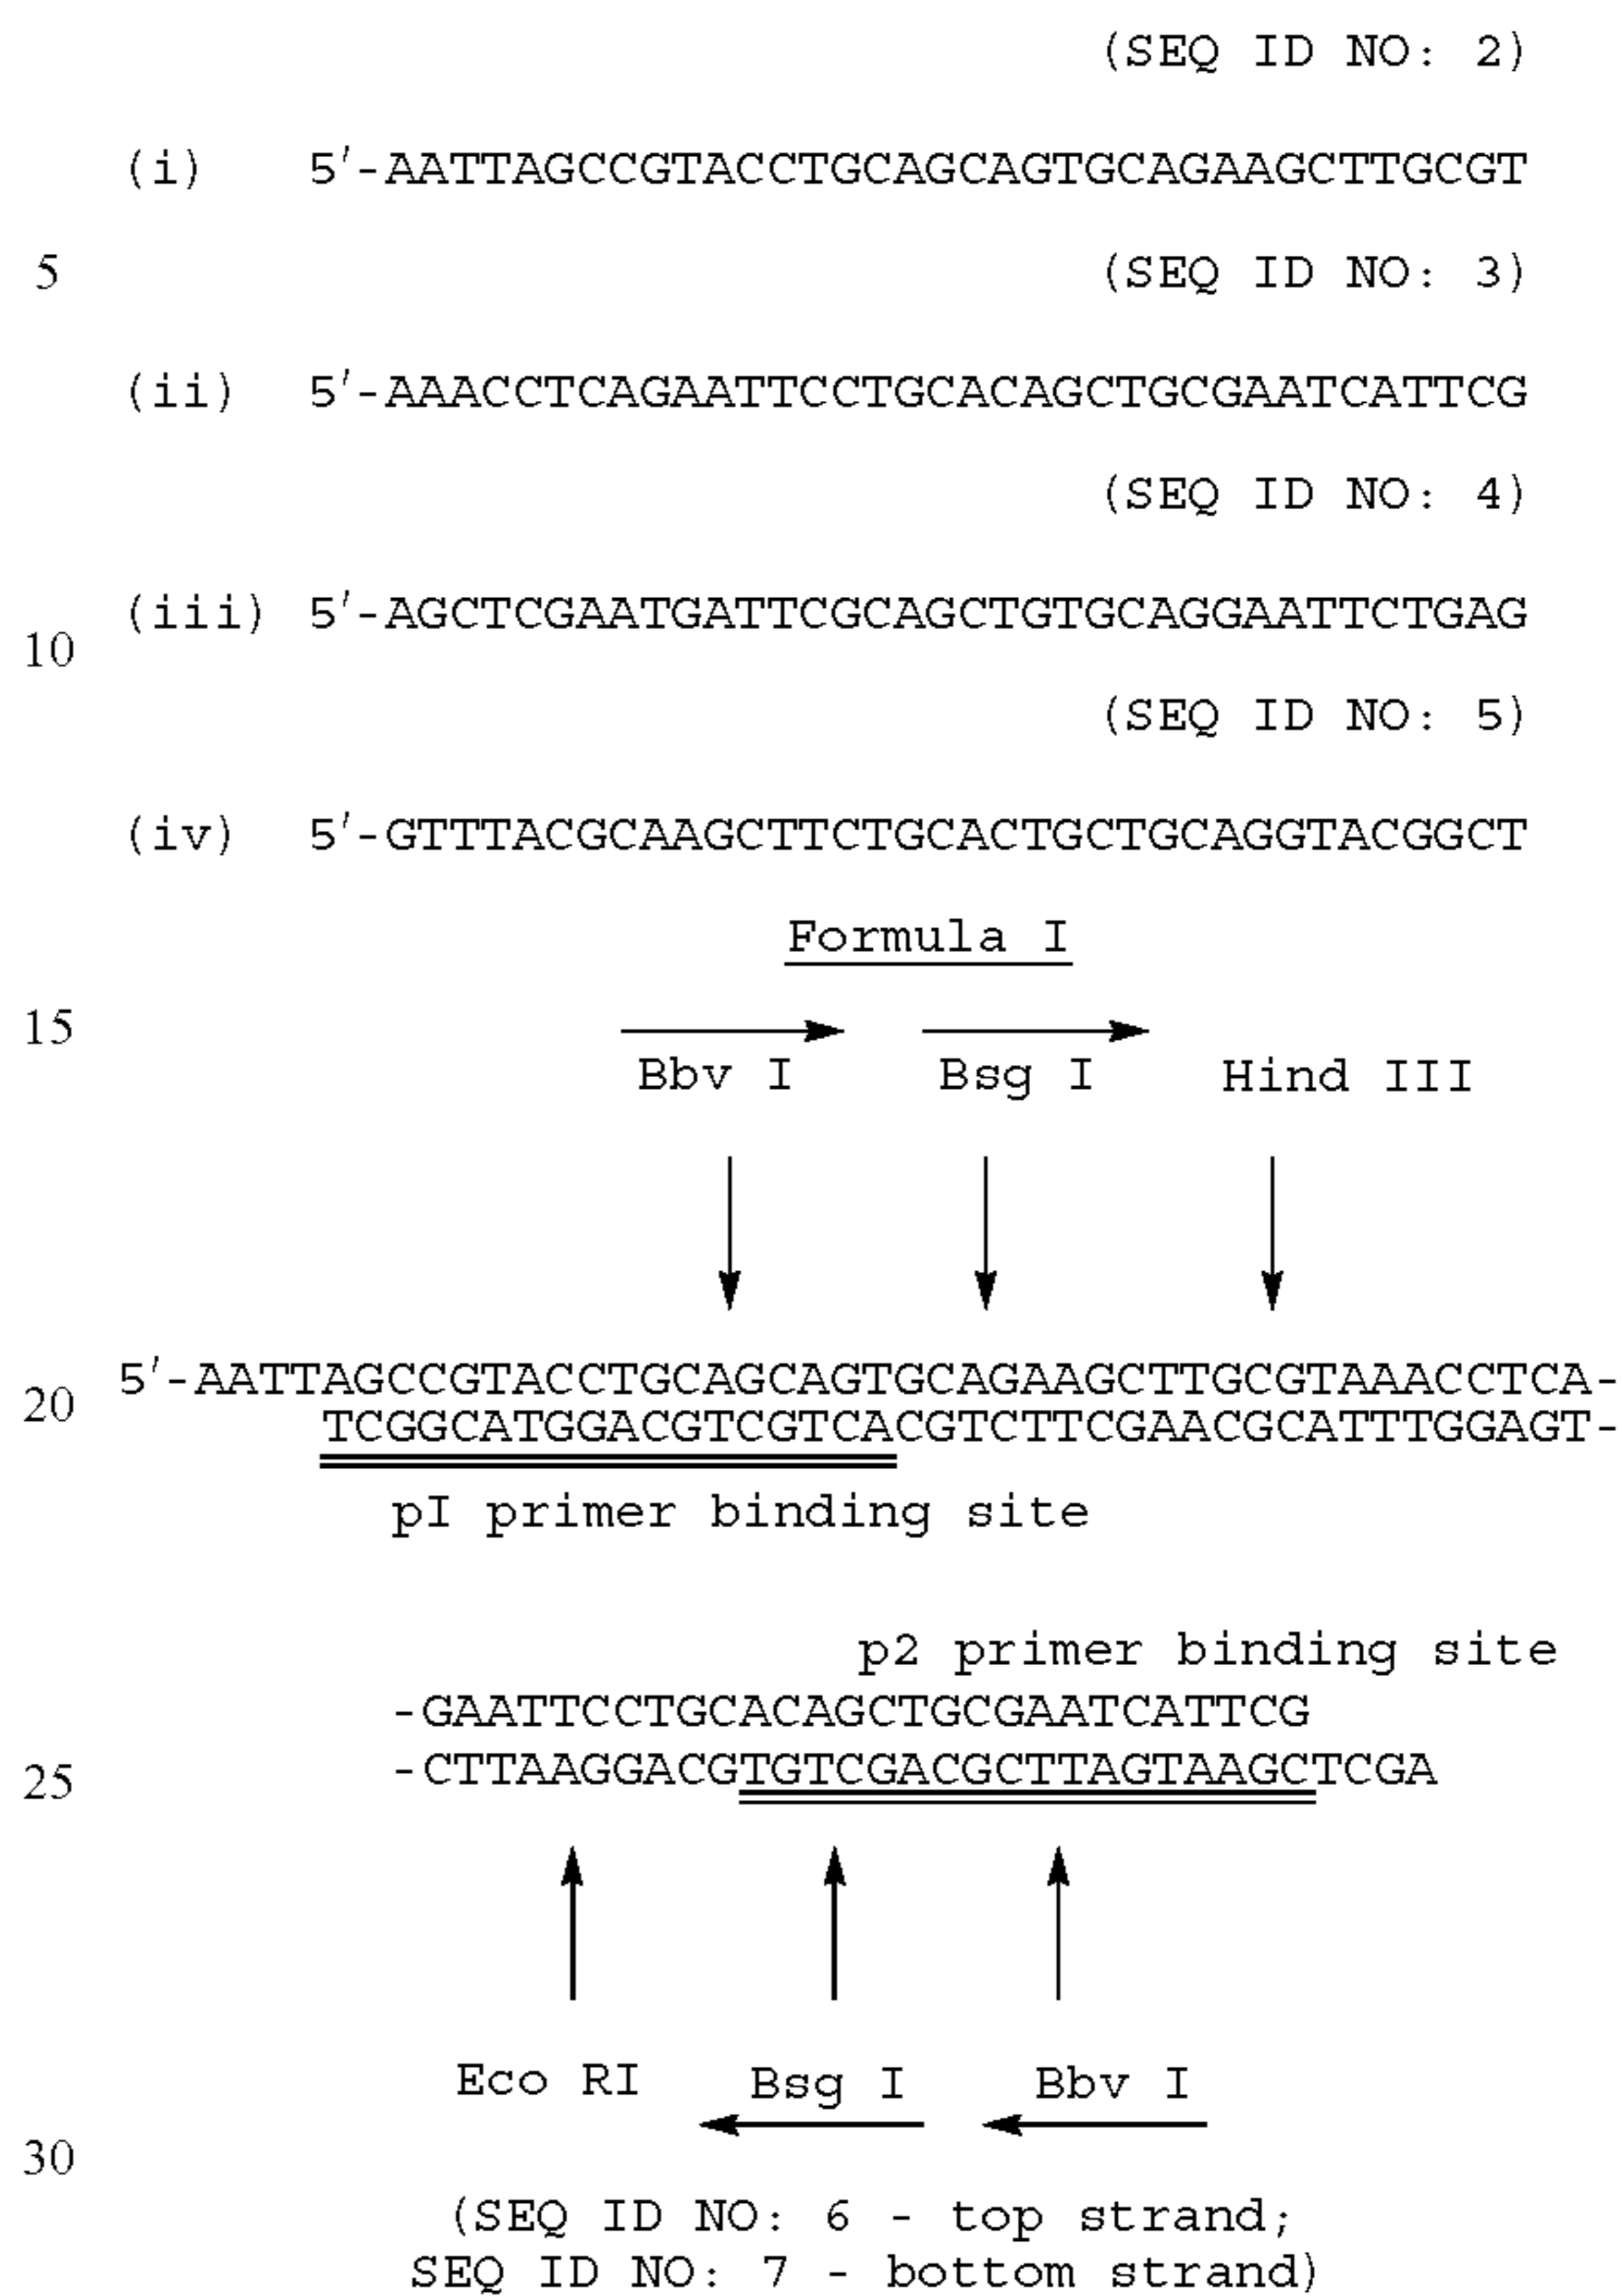 (SEQ ID NO: 2)
(i) 5'-AATTAGCCGTACCTGCAGCAGTGCAGAAGCTTGCGT
5 (SEQ ID NO: 3)
(ii) 5'-AAACCTCAGAATTCCTGCACAGCTGCGAATCATTCG
(SEQ ID NO: 4)
(iii) 5'-AGCTCGAATGATTCGCAGCTGTGCAGGAATTCTGAG
10
(SEQ ID NO: 5)
(iv) 5'-GTTTACGCAAGCTTCTGCACTGCTGCAGGTACGGCT
Formula I
15
Bbv I Bsg I Hind III
5'-AATTAGCCGTACCTGCAGCAGTGCAGAAGCTTGCGTAAACCTCA-
20 TCGGCATGGACGTCGTCACGTCTTCGAACGCATTTGGAGT-
pI primer binding site
p2 primer binding site
-GAATTCCTGCACAGCTGCGAATCATTCG
25 -CTTAAGGACGTGTCGACGCTTAGTAAGCTCGA
Eco RI Bsg I Bbv I
30
(SEQ ID NO: 6 - top strand;
SEQ ID NO: 7 - bottom strand)